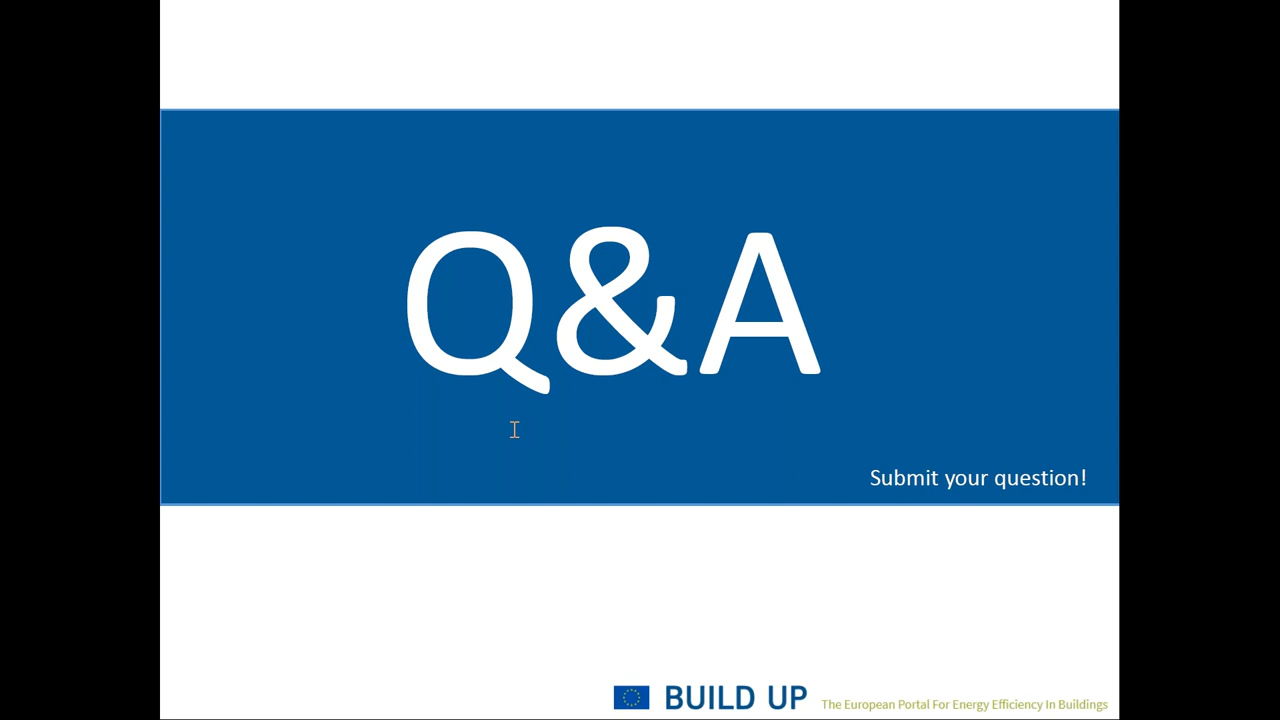 Q&A
Submit your question!
BUILD UP The European Portal For Energy Efficiency In Buildings